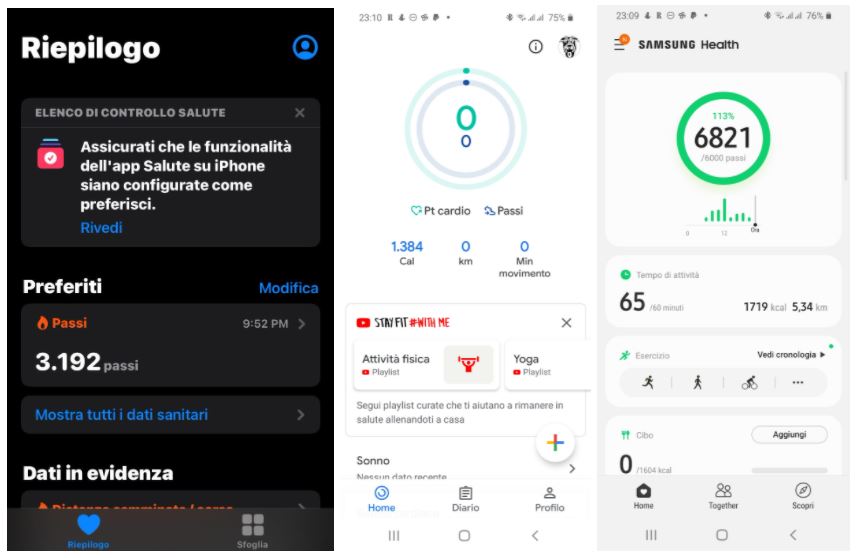 Riepilogo
ELENCO DI CONTROLLO SALUTE
Assicurati che le funzionalità
dell'app Salute su iPhone
siano configurate come
preferisci.
Rivedi
Preferiti
Modifica
Passi
9:52 PM
3.192 passi
Mostra tutti i dati sanitari
Dati in evidenza
Distanza camminata / corsa
Riepilogo
Sfoglia
23:10
75%
0
0
Pt cardio
Passi
1.384
0
0
Cal
km
Min
movimento
STAY FIT #WITH ME
Attività fisica
Playlist
Yoga
Playlist
Segui playlist curate che ti aiutano a rimanere in
salute allenandoti a casa
Sonno
Nessun dato recente
Home
Diario
Profilo
23:09
76%
SAMSUNG Health
N
113%
6821
/6000 passi
0
12
Ora
Tempo di attività
65 /60 minuti
1719 kcal 5,34 km
Esercizio
Vedi cronologia
Cibo
Aggiungi
0 /1604 kcal
Home
Together
Scopri